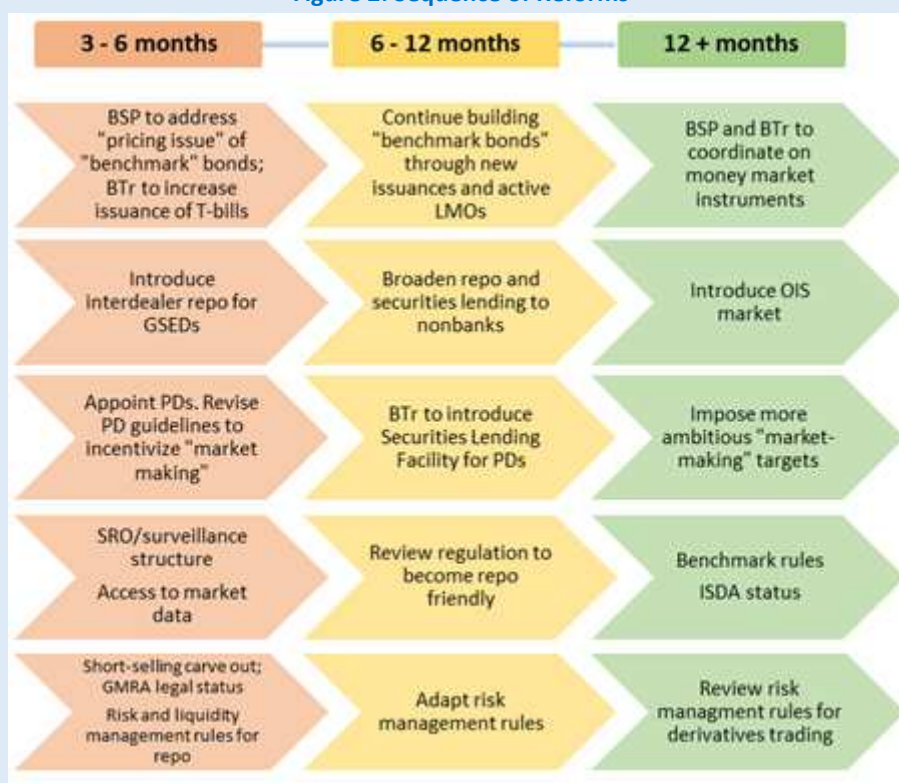 Figure 2. Sequence of Reforms
3 - 6 months
6 - 12 months
12 + months
BSP to address
"pricing issue" of
"benchmark" bonds;
BTr to increase
issuance of T-bills
Continue building
"benchmark bonds"
through new
issuances and active
LMOs
BSP and BTr to
coordinate on
money market
instruments
Introduce
interdealer repo for
GSEDs
Broaden repo and
securities lending to
nonbanks
Introduce OIS
market
Appoint PDs. Revise
PD guidelines to
incentivize "market
making"
BTr to introduce
Securities Lending
Facility for PDs
Impose more
ambitious "market-
making" targets
SRO/surveillance
structure
Access to market
data
Review regulation to
become repo
friendly
Benchmark rules
ISDA status
Short-selling carve out;
GMRA legal status
Risk and liquidity
management rules for
repo
Adapt risk
management rules
Review risk
managment rules for
derivatives trading